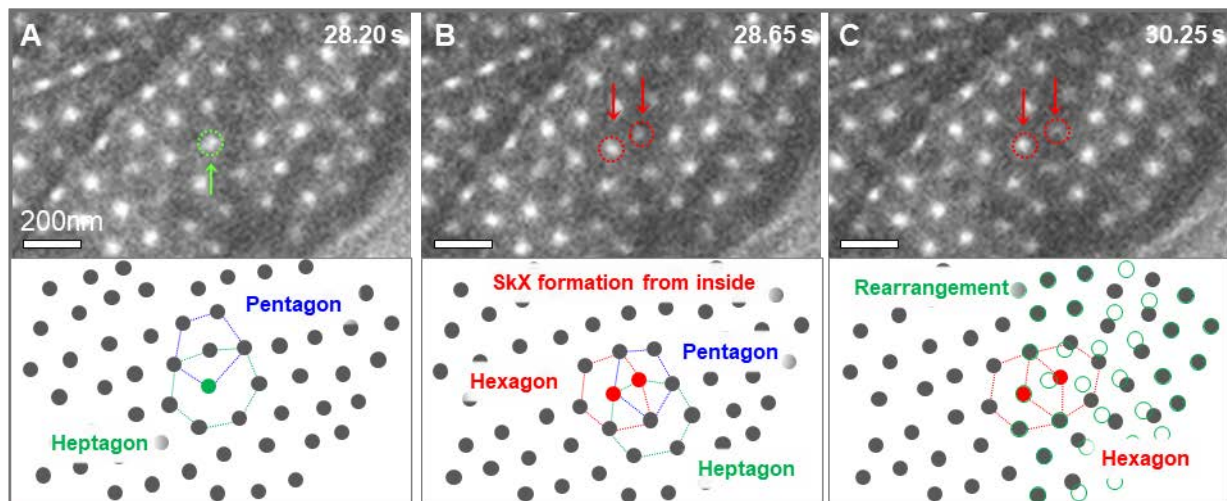 A
28.20 s
200nm
Pentagon
Heptagon
B
28.65 s
SkX formation from inside
Pentagon
Hexagon
Heptagon
C
30.25 s
Rearrangement
Hexagon